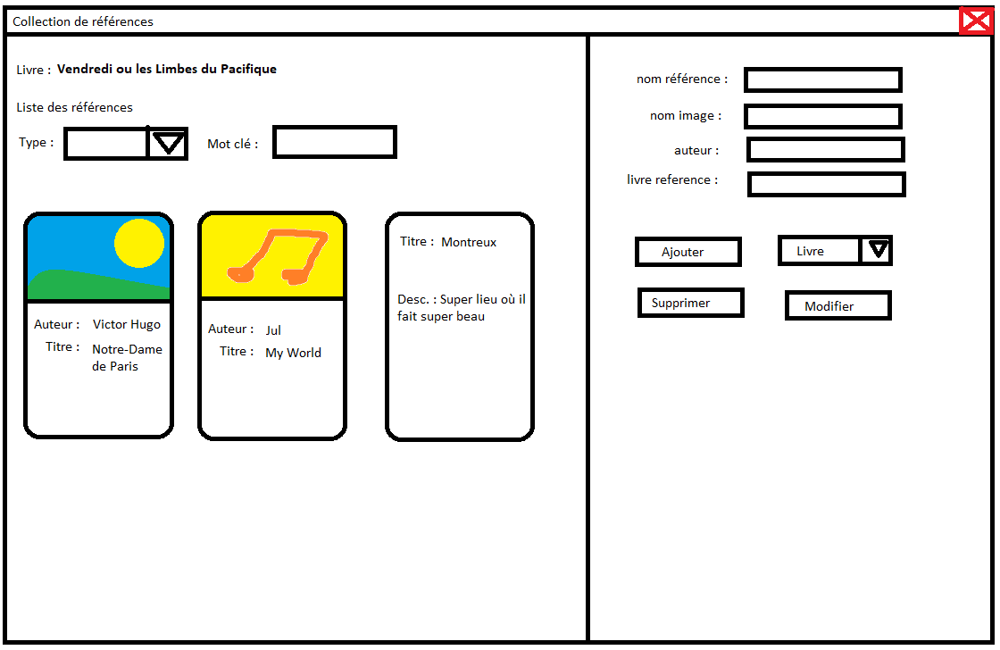 Collection de références
Livre : Vendredi ou les Limbes du Pacifique
Liste des références
Type :
Mot clé :
Auteur : Victor Hugo
Titre : Notre-Dame
de Paris
Auteur : Jul
Titre : My World
Titre : Montreux
Desc. : Super lieu où il
fait super beau
nom référence :
nom image :
auteur :
livre reference :
Ajouter
Livre
Supprimer
Modifier